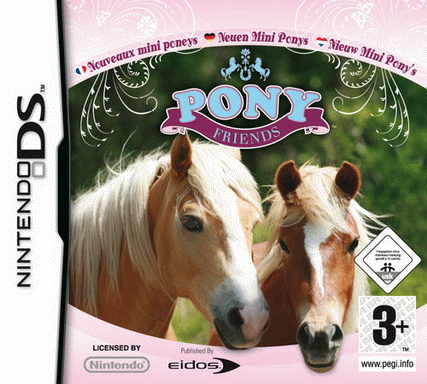 Nouveaux mini poneys
Neuen Mini Ponys
Nieuw Mini Pony's
NINTENDO DS
PONY
FRIENDS
usk
3+
www.pegi.info
LICENSED BY
Nintendo
Published By
eidos